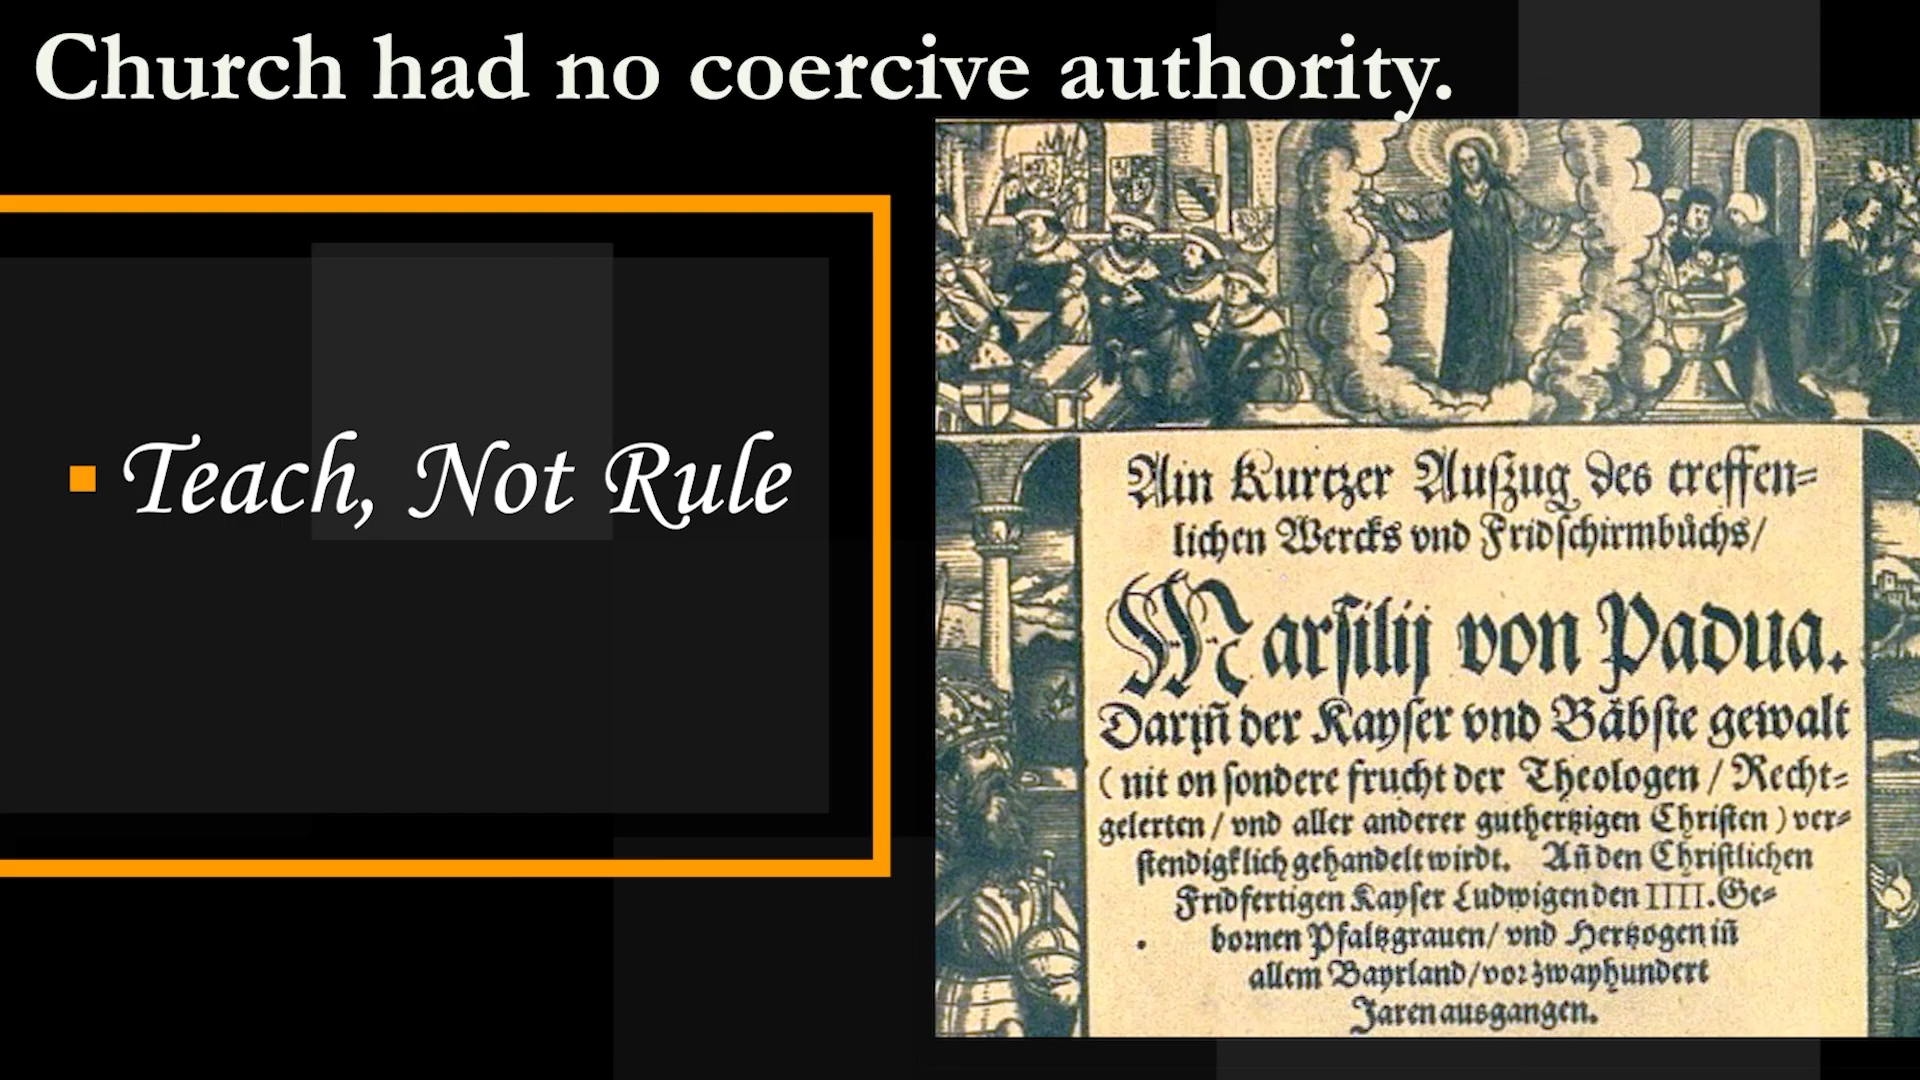 Church had no coercive authority.
Teach, Not Rule
Ain Kurtzer Außzug des treffen=
lichen Wercks vnd Fridschirmbůchs/
Marsilij von Padua.
Dariñ der Kayser vnd Bäbste gewalt
(nit on sondere frucht der Theologen / Recht=
gelerten / vnd aller anderer guthertzigen Christen) ver=
stendigklich gehandelt wirdt. Añ den Christlichen
Fridfertigen Kayser Ludwigen den IIII. Ge=
bornen Pfaltzgrauen/ vnd Hertzogen iñ
allem Bayrland/vor zwayhundert
Jaren ausgangen.